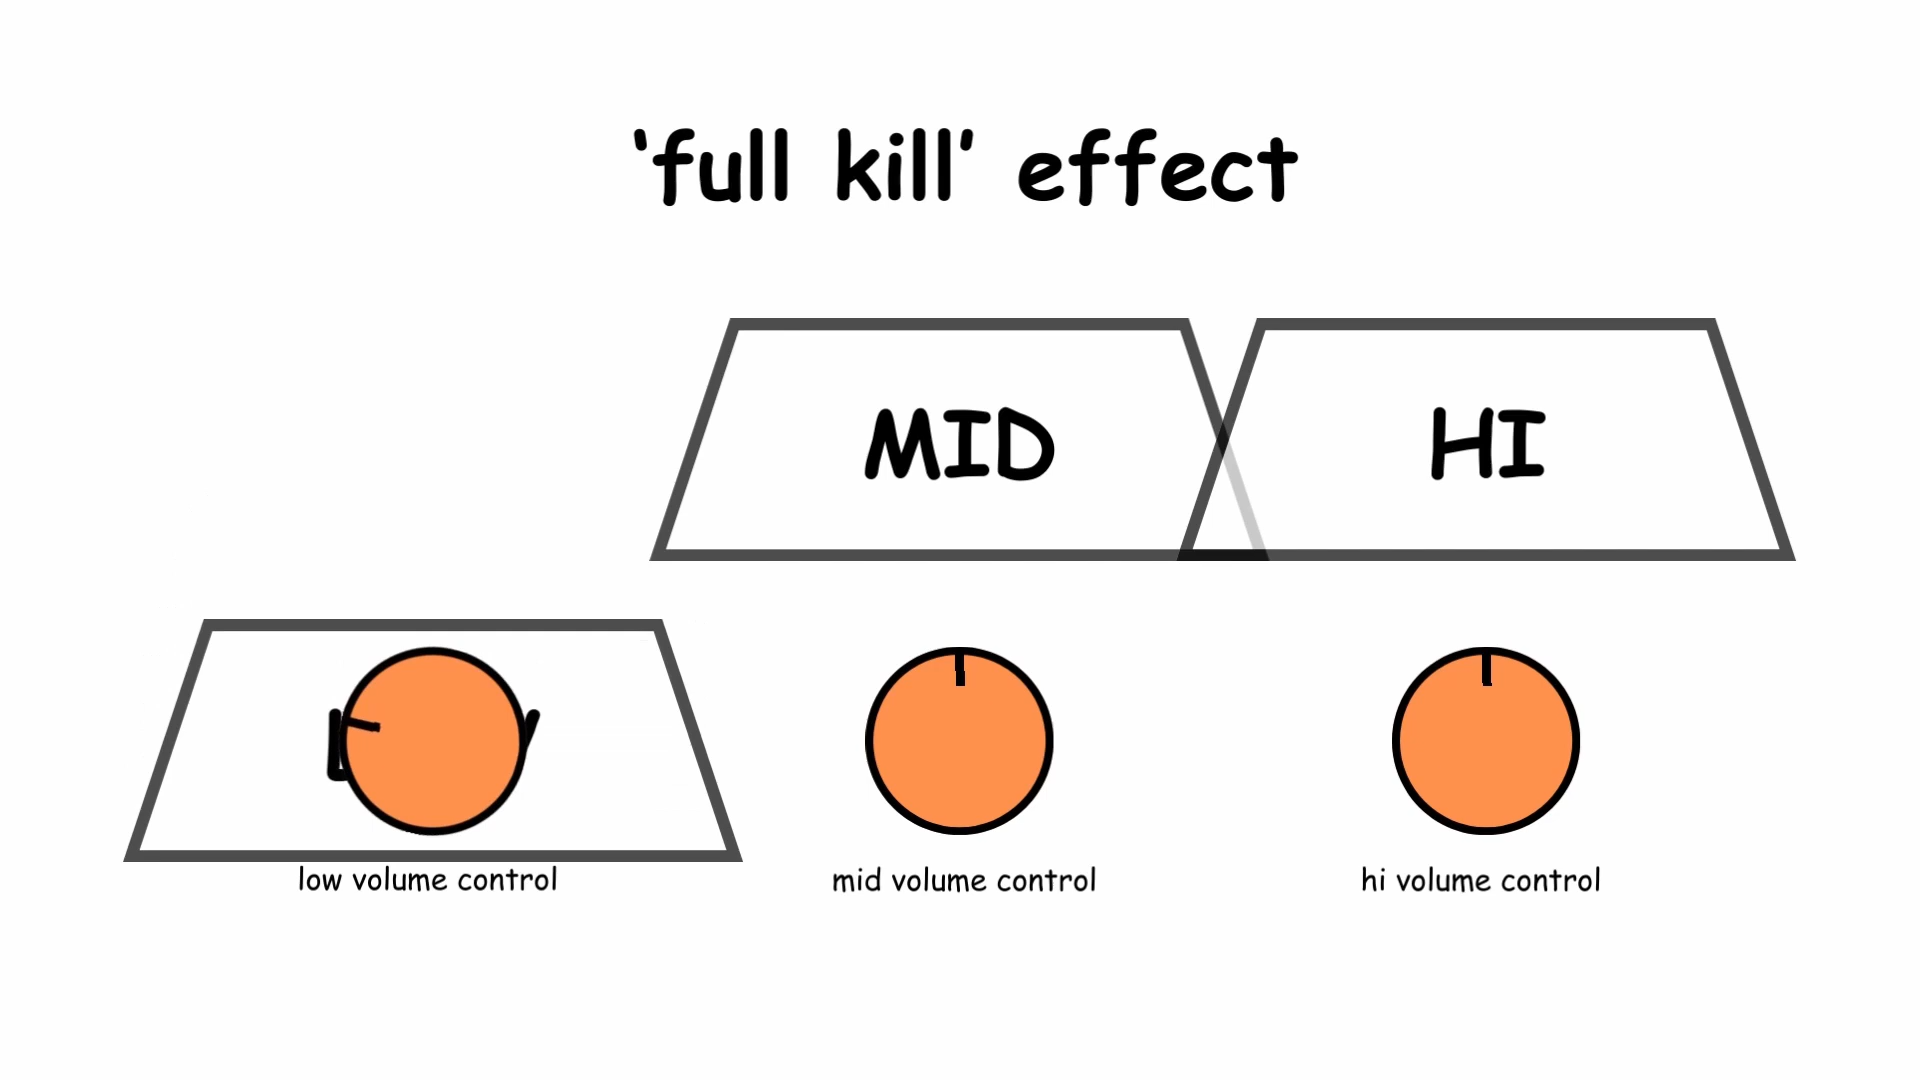 ‘full kill’ effect
MID
HI
low volume control
mid volume control
hi volume control